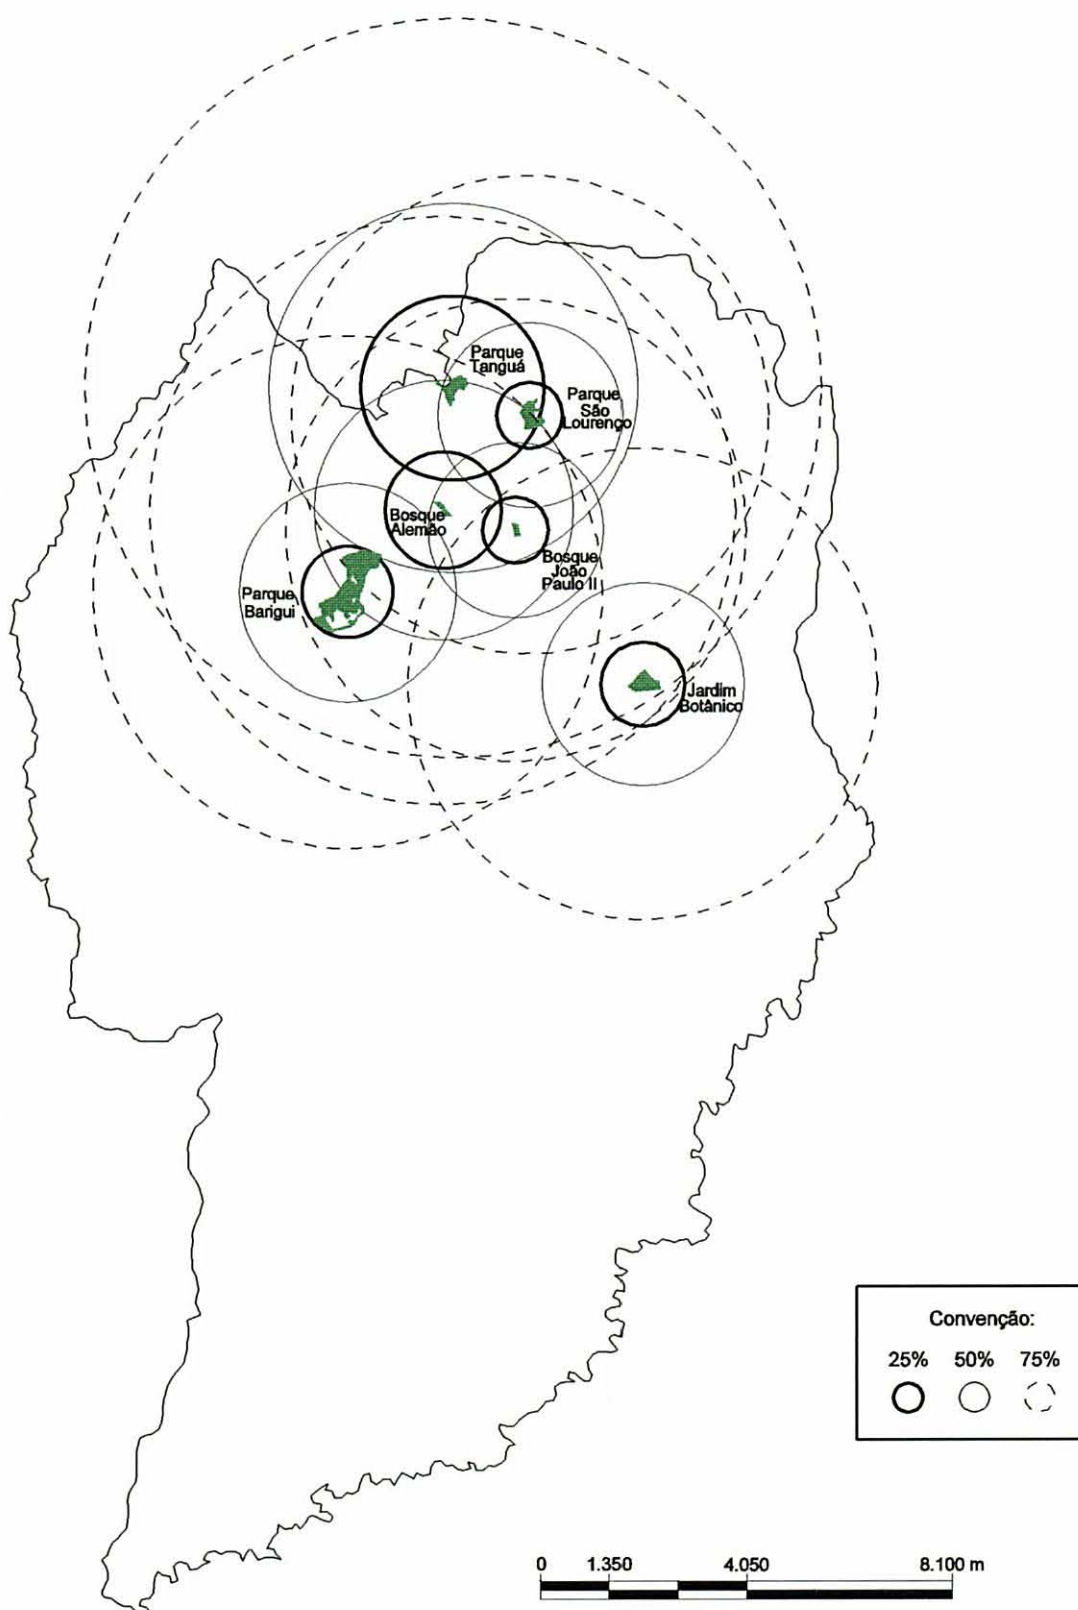 Parque
Tanguá
Parque
São
Lourenço
Bosque
Alemão
Bosque
João
Paulo II
Parque
Barigui
Jardim
Botânico
Convenção:
25% 50% 75%
0 1.350 4.050 8.100 m